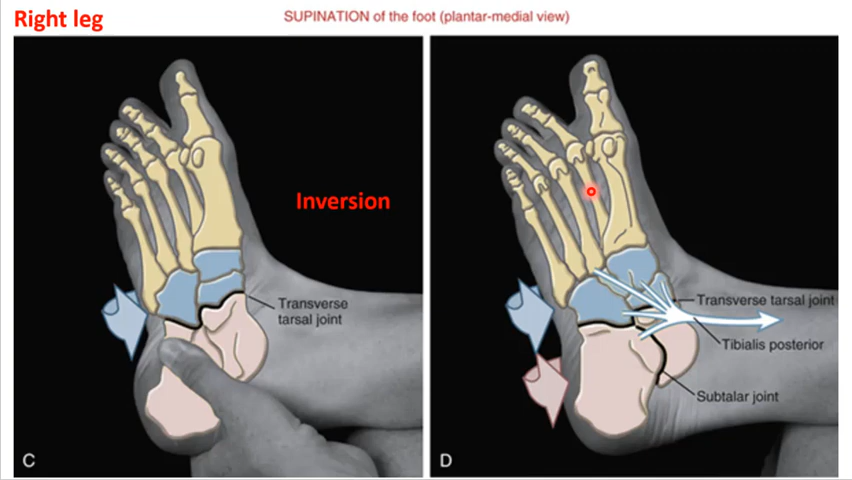 Right leg
SUPINATION of the foot (plantar-medial view)
Inversion
Transverse
tarsal joint
C
Transverse tarsal joint
Tibialis posterior
Subtalar joint
D